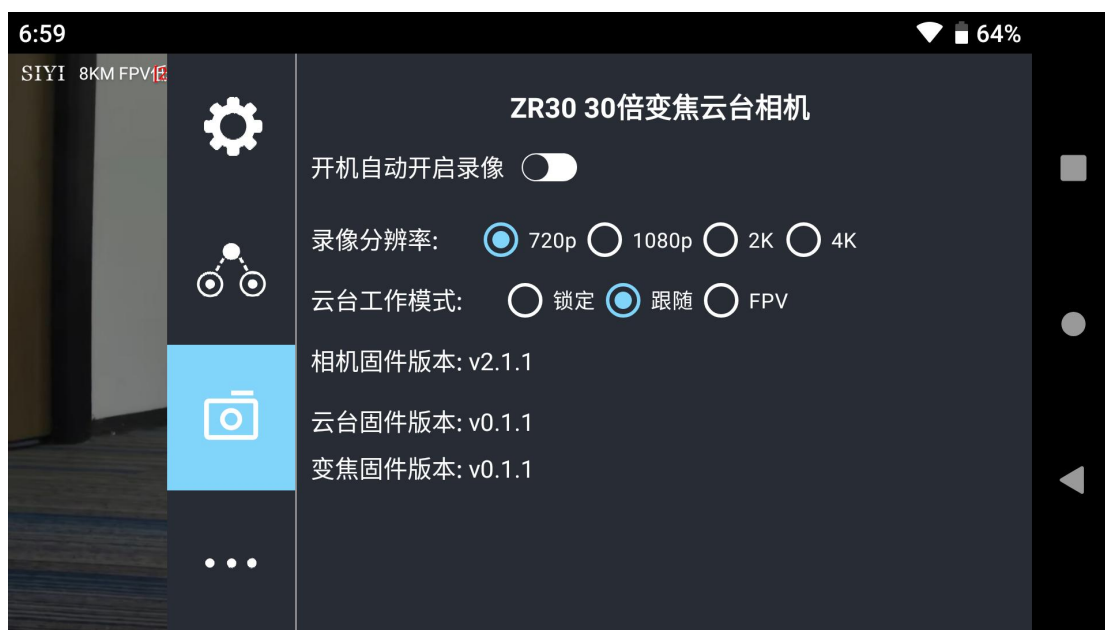 6:59
64%
SIYI 8KM FPV
ZR30 30倍变焦云台相机
开机自动开启录像
录像分辨率: 720p 1080p 2K 4K
云台工作模式: 锁定 跟随 FPV
相机固件版本: v2.1.1
云台固件版本: v0.1.1
变焦固件版本: v0.1.1